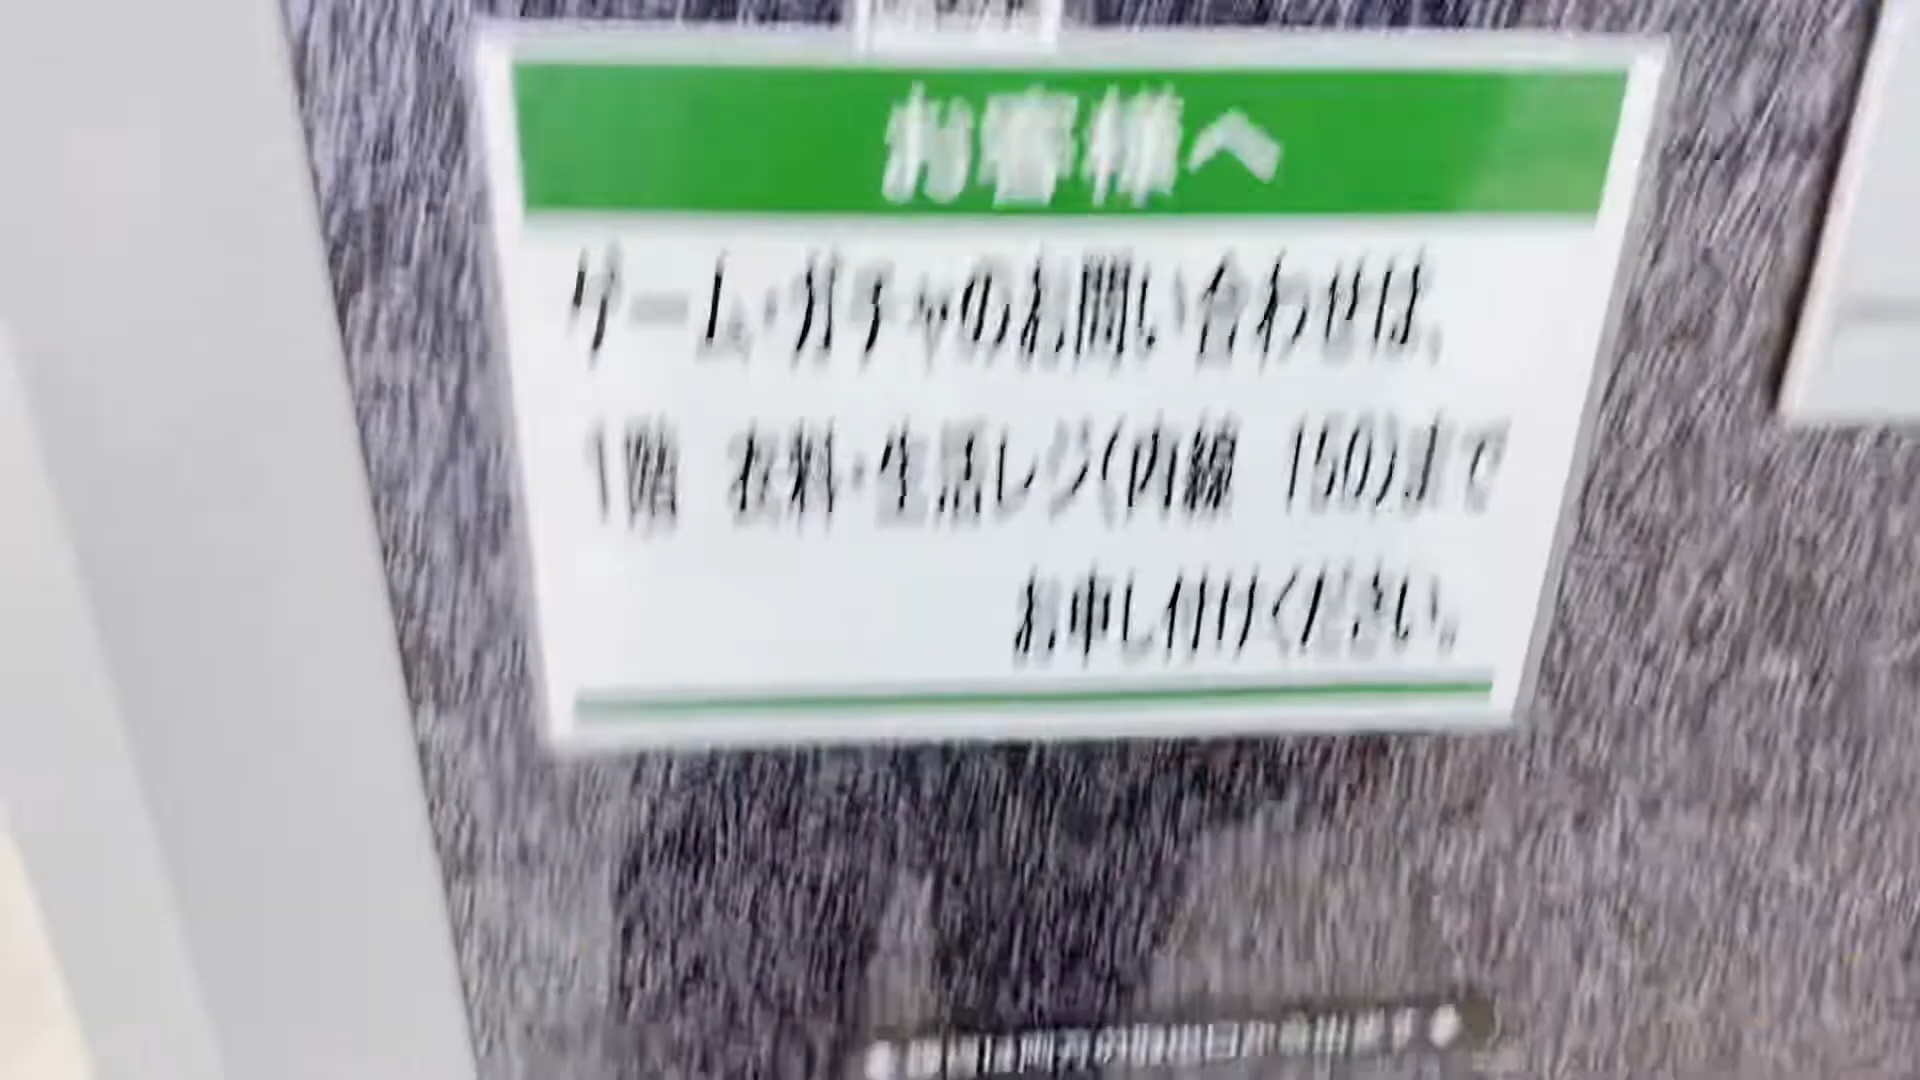 お客様へ
ゲーム・ガチャのお問い合わせは、
1階 衣料・生活レジ(内線 150)まで
お申し付けください。